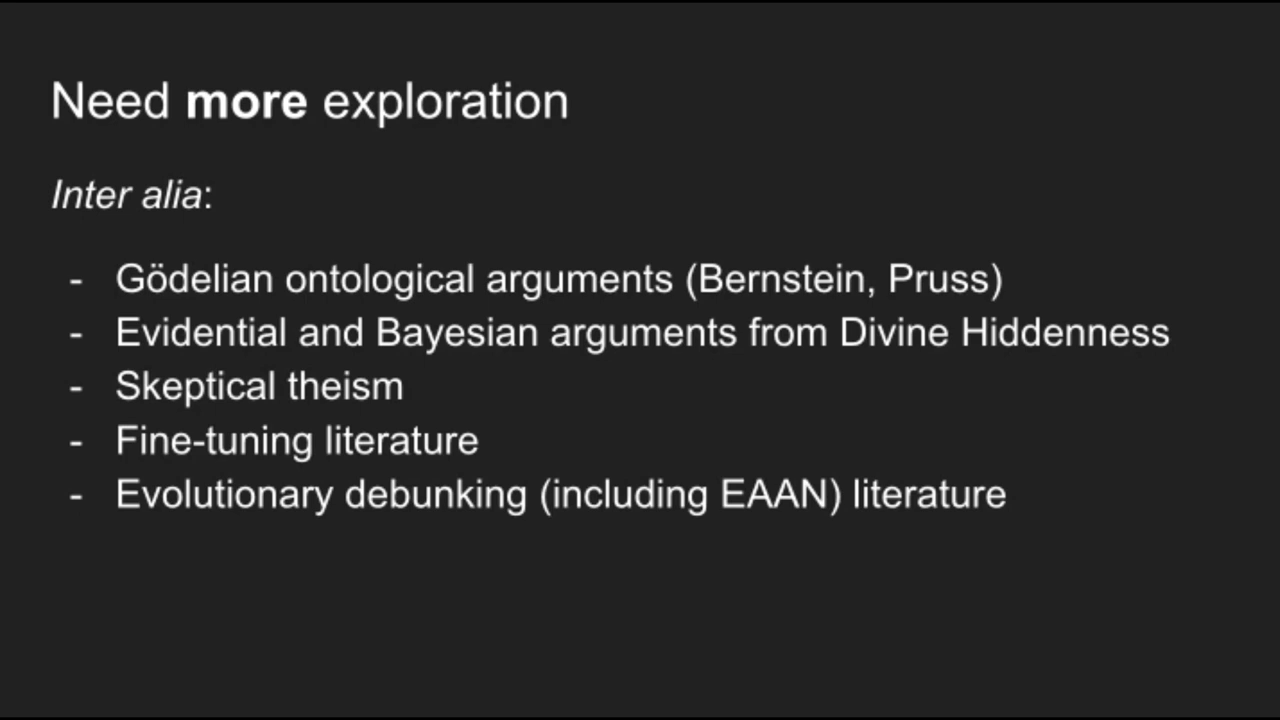 Need more exploration
Inter alia:
- Gödelian ontological arguments (Bernstein, Pruss)
- Evidential and Bayesian arguments from Divine Hiddenness
- Skeptical theism
- Fine-tuning literature
- Evolutionary debunking (including EAAN) literature